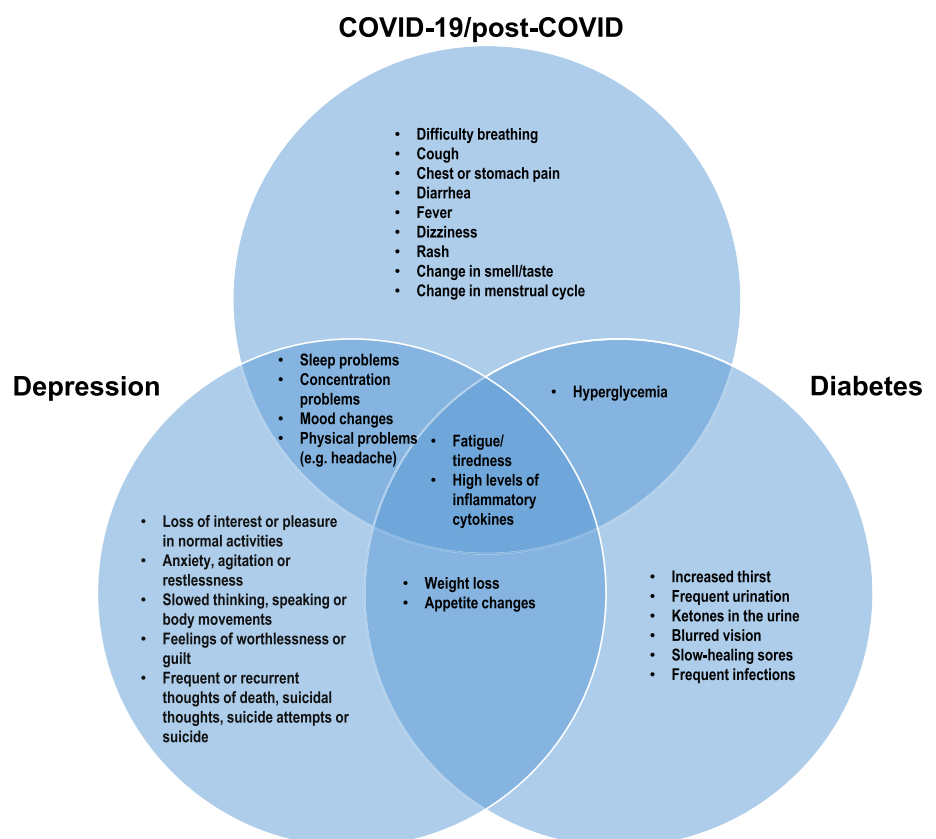 COVID-19/post-COVID
• Difficulty breathing
• Cough
• Chest or stomach pain
• Diarrhea
• Fever
• Dizziness
• Rash
• Change in smell/taste
• Change in menstrual cycle
Depression
• Sleep problems
• Concentration
problems
• Mood changes
• Physical problems
(e.g. headache)
• Hyperglycemia
Diabetes
• Fatigue/
tiredness
• High levels of
inflammatory
cytokines
• Loss of interest or pleasure
in normal activities
• Anxiety, agitation or
restlessness
• Slowed thinking, speaking or
body movements
• Feelings of worthlessness or
guilt
• Frequent or recurrent
thoughts of death, suicidal
thoughts, suicide attempts or
suicide
• Weight loss
• Appetite changes
• Increased thirst
• Frequent urination
• Ketones in the urine
• Blurred vision
• Slow-healing sores
• Frequent infections